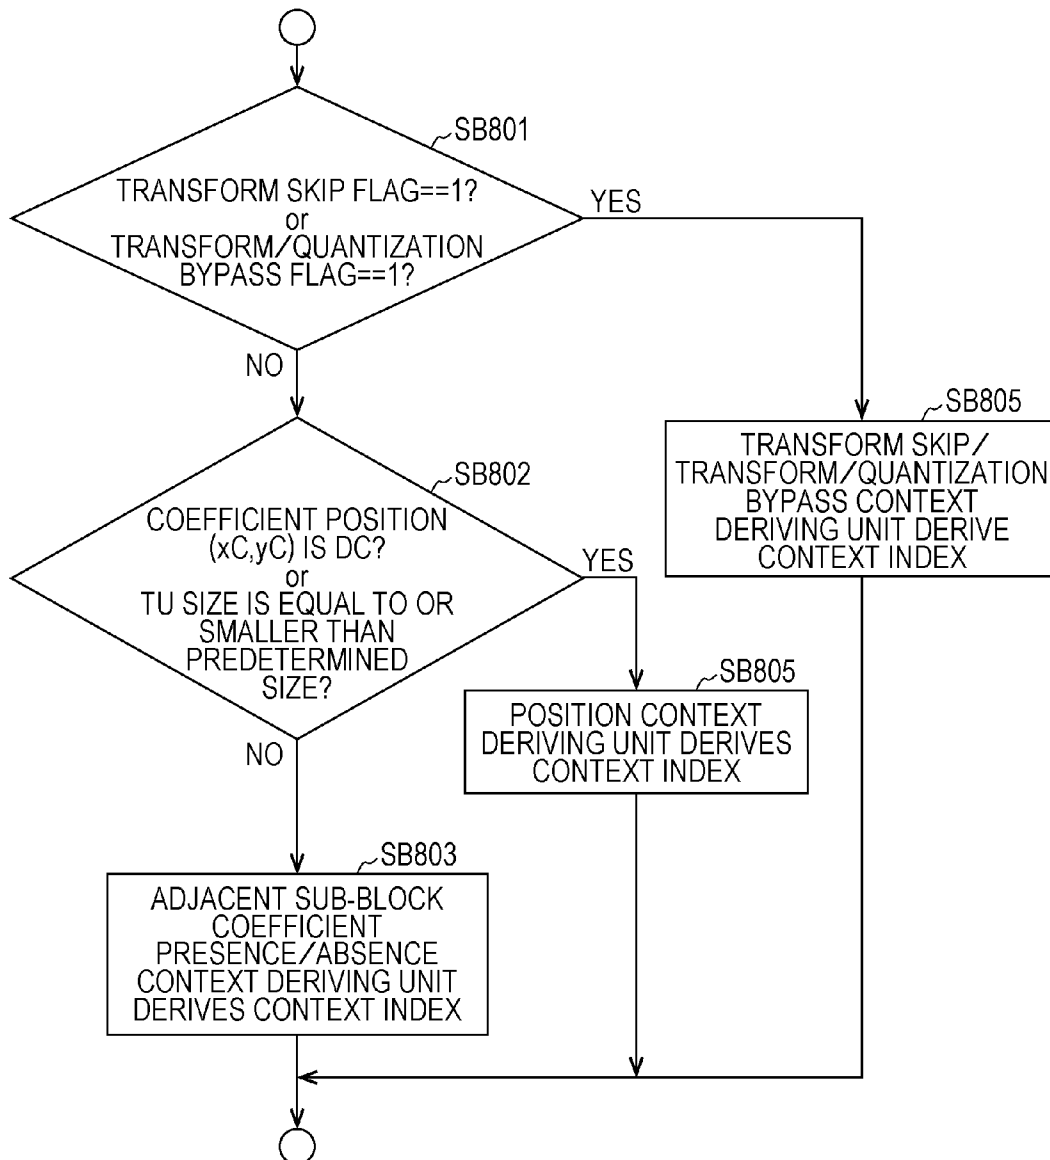 SB801
TRANSFORM SKIP FLAG==1?
or
TRANSFORM/QUANTIZATION
BYPASS FLAG==1?
YES
NO
SB805
TRANSFORM SKIP/
TRANSFORM/QUANTIZATION
BYPASS CONTEXT
DERIVING UNIT DERIVE
CONTEXT INDEX
SB802
COEFFICIENT POSITION
(xC,yC) IS DC?
or
TU SIZE IS EQUAL TO OR
SMALLER THAN
PREDETERMINED
SIZE?
YES
NO
SB805
POSITION CONTEXT
DERIVING UNIT DERIVES
CONTEXT INDEX
SB803
ADJACENT SUB-BLOCK
COEFFICIENT
PRESENCE/ABSENCE
CONTEXT DERIVING UNIT
DERIVES CONTEXT INDEX